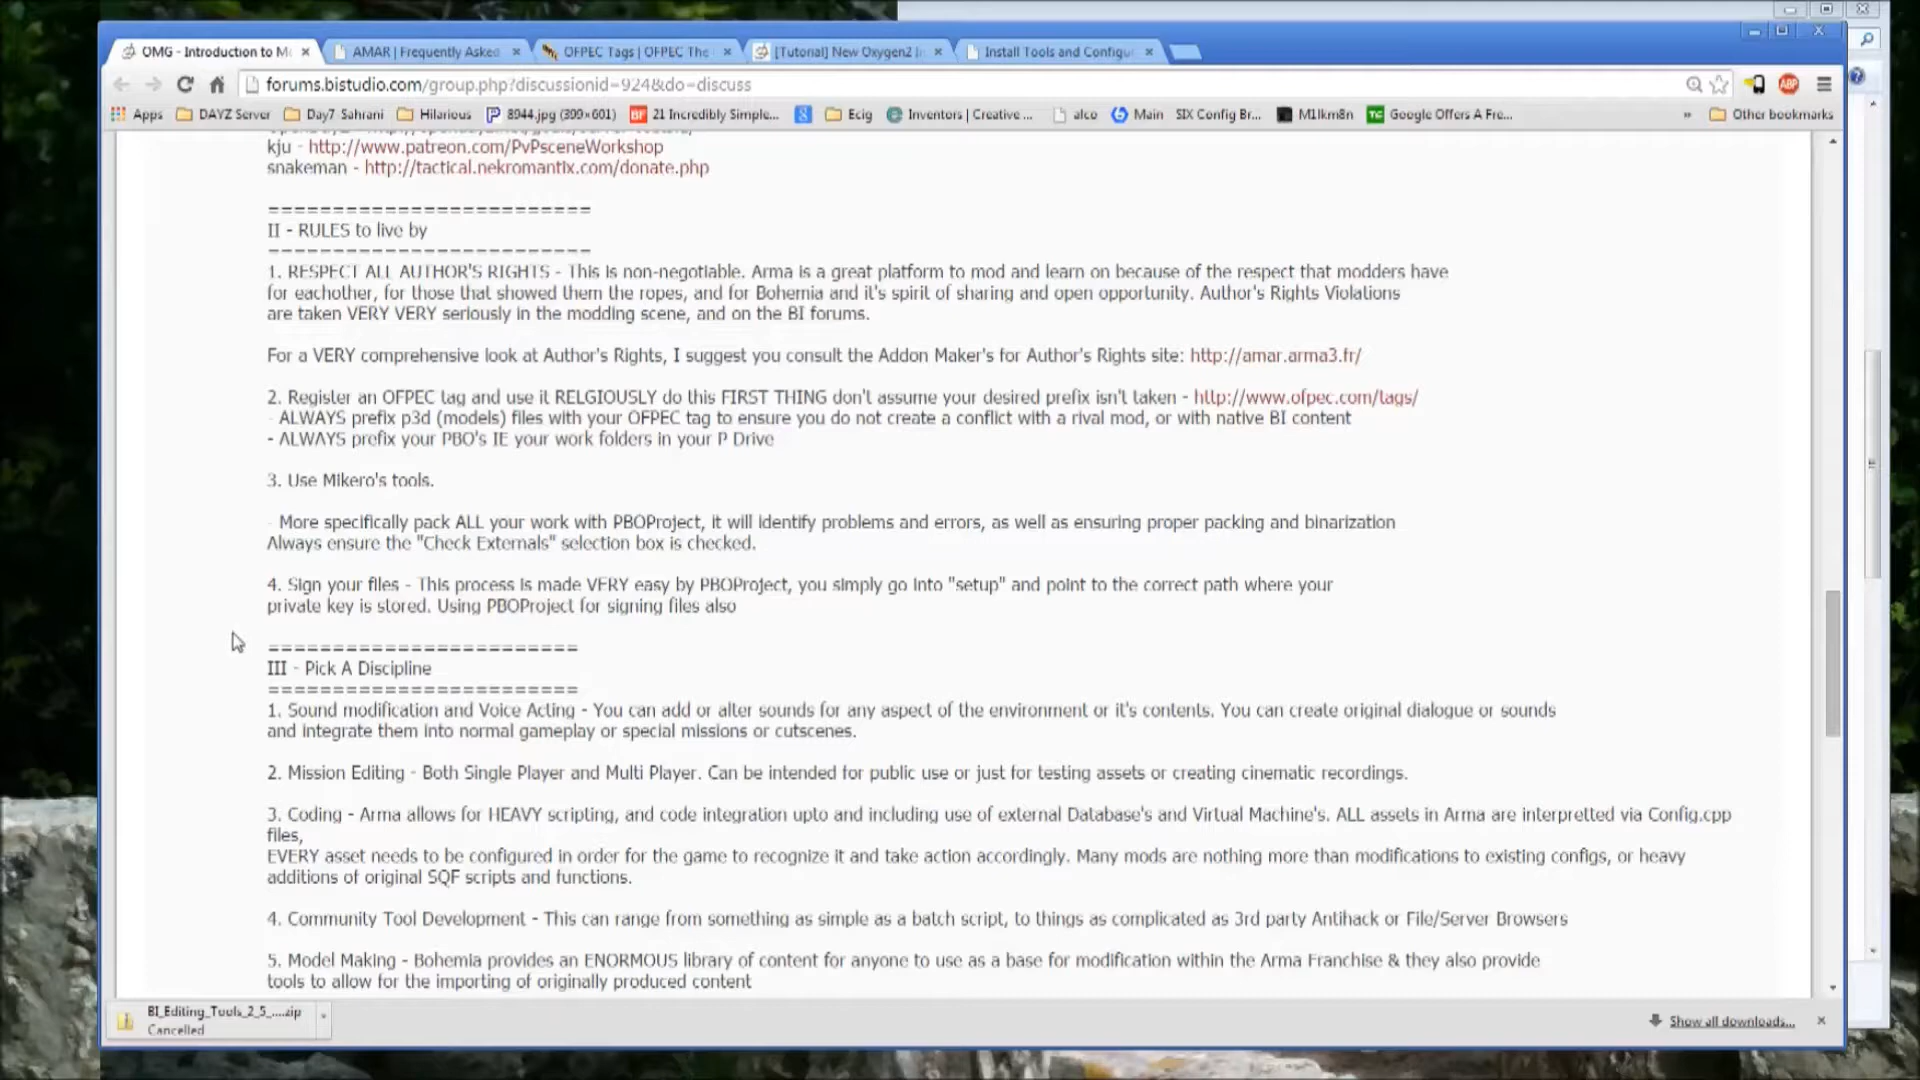 OMG - Introduction to M
AMAR | Frequently Asked
OFPEC Tags | OFPEC The
[Tutorial] New Oxygen2 I
Install Tools and Configu
forums.bistudio.com/group.php?discussionid=924&do=discuss
Apps DAYZ Server Day7 Sahrani Hilarious 8944.jpg (399×601) 21 Incredibly Simple... Ecig Inventors | Creative ... alco Main SIX Config Br... M1lkm8n Google Offers A Fre... » Other bookmarks
kju - http://www.patreon.com/PvPsceneWorkshop
snakeman - http://tactical.nekromantix.com/donate.php
=========================
II - RULES to live by
=========================
1. RESPECT ALL AUTHOR'S RIGHTS - This is non-negotiable. Arma is a great platform to mod and learn on because of the respect that modders have
for eachother, for those that showed them the ropes, and for Bohemia and it's spirit of sharing and open opportunity. Author's Rights Violations
are taken VERY VERY seriously in the modding scene, and on the BI forums.
For a VERY comprehensive look at Author's Rights, I suggest you consult the Addon Maker's for Author's Rights site: http://amar.arma3.fr/
2. Register an OFPEC tag and use it RELGIOUSLY do this FIRST THING don't assume your desired prefix isn't taken - http://www.ofpec.com/tags/
- ALWAYS prefix p3d (models) files with your OFPEC tag to ensure you do not create a conflict with a rival mod, or with native BI content
- ALWAYS prefix your PBO's IE your work folders in your P Drive
3. Use Mikero's tools.
- More specifically pack ALL your work with PBOProject, it will identify problems and errors, as well as ensuring proper packing and binarization
Always ensure the "Check Externals" selection box is checked.
4. Sign your files - This process is made VERY easy by PBOProject, you simply go into "setup" and point to the correct path where your
private key is stored. Using PBOProject for signing files also
========================
III - Pick A Discipline
========================
1. Sound modification and Voice Acting - You can add or alter sounds for any aspect of the environment or it's contents. You can create original dialogue or sounds
and integrate them into normal gameplay or special missions or cutscenes.
2. Mission Editing - Both Single Player and Multi Player. Can be intended for public use or just for testing assets or creating cinematic recordings.
3. Coding - Arma allows for HEAVY scripting, and code integration upto and including use of external Database's and Virtual Machine's. ALL assets in Arma are interpretted via Config.cpp
files,
EVERY asset needs to be configured in order for the game to recognize it and take action accordingly. Many mods are nothing more than modifications to existing configs, or heavy
additions of original SQF scripts and functions.
4. Community Tool Development - This can range from something as simple as a batch script, to things as complicated as 3rd party Antihack or File/Server Browsers
5. Model Making - Bohemia provides an ENORMOUS library of content for anyone to use as a base for modification within the Arma Franchise & they also provide
tools to allow for the importing of originally produced content
BI_Editing_Tools_2_5_....zip
Cancelled
Show all downloads...